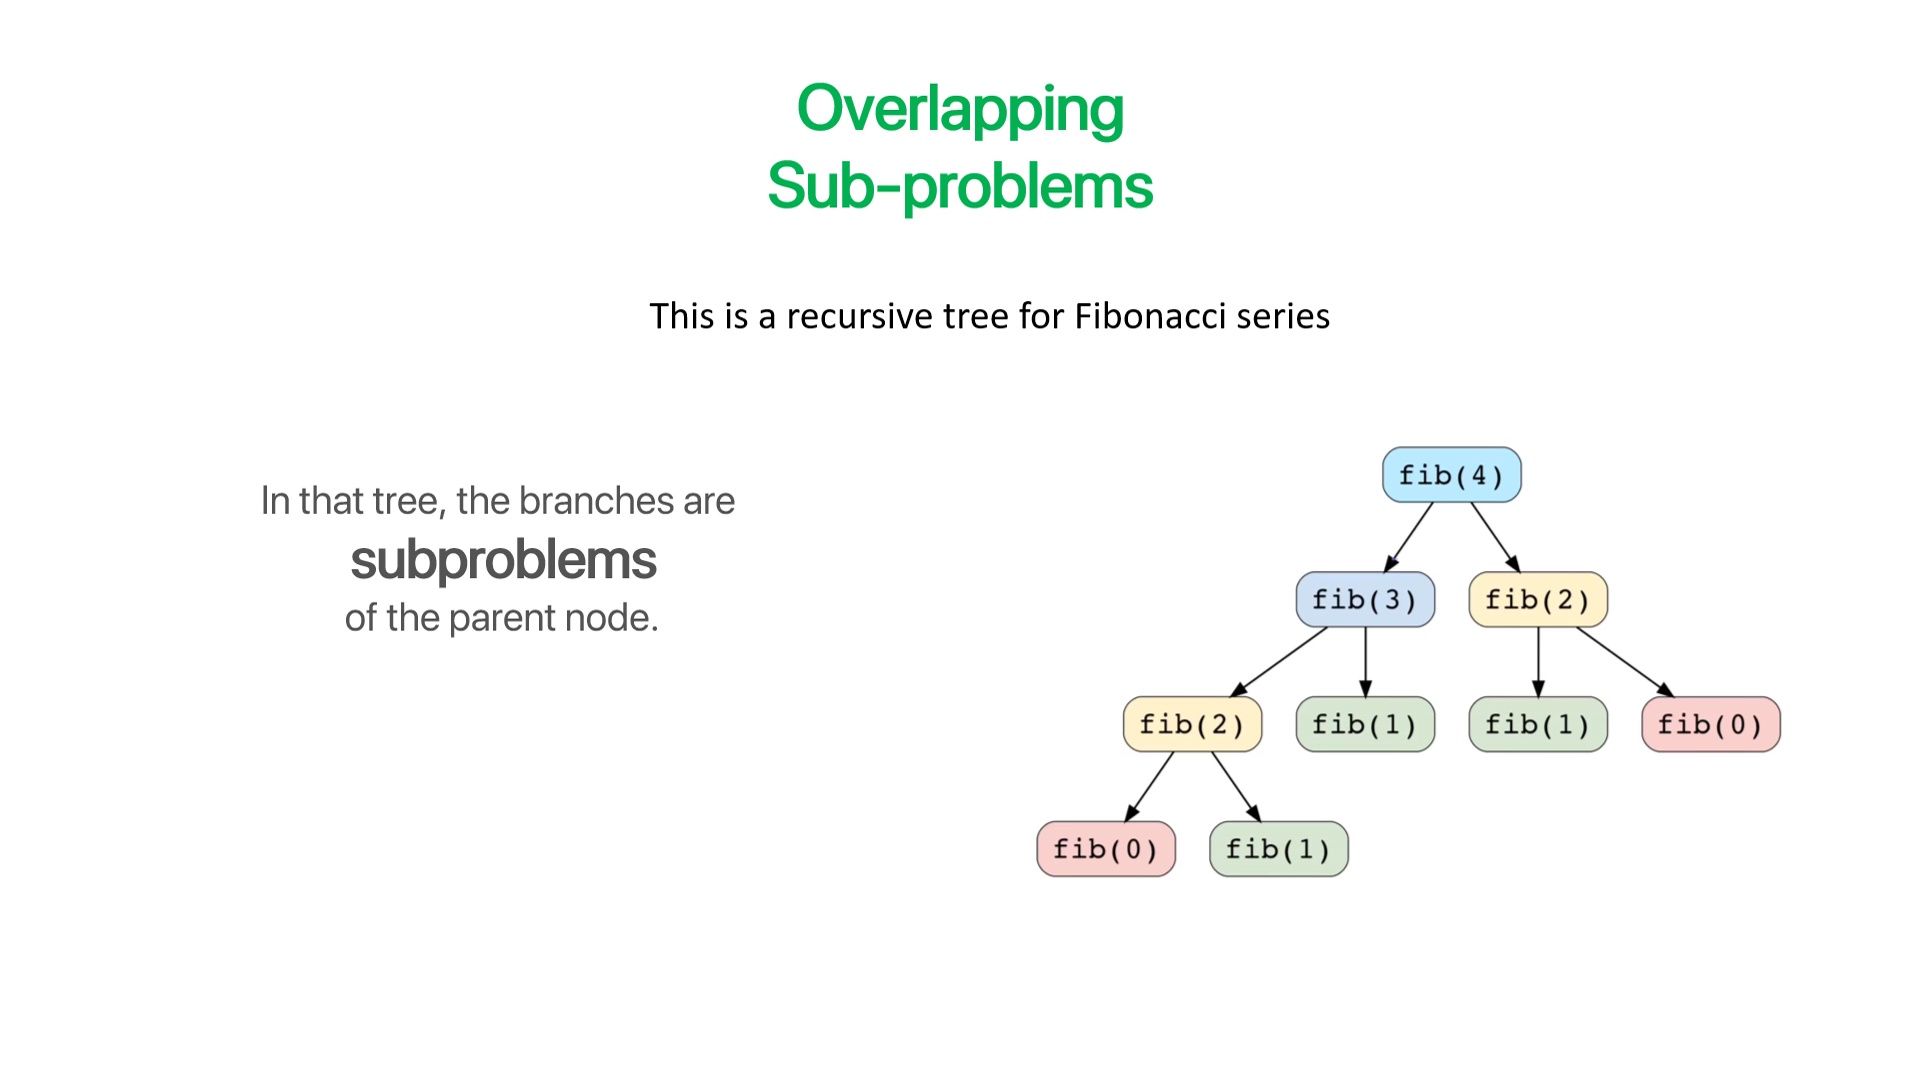 Overlapping
Sub-problems
This is a recursive tree for Fibonacci series
In that tree, the branches are
subproblems
of the parent node.
fib(4)
fib(3)
fib(2)
fib(2)
fib(1)
fib(1)
fib(0)
fib(0)
fib(1)